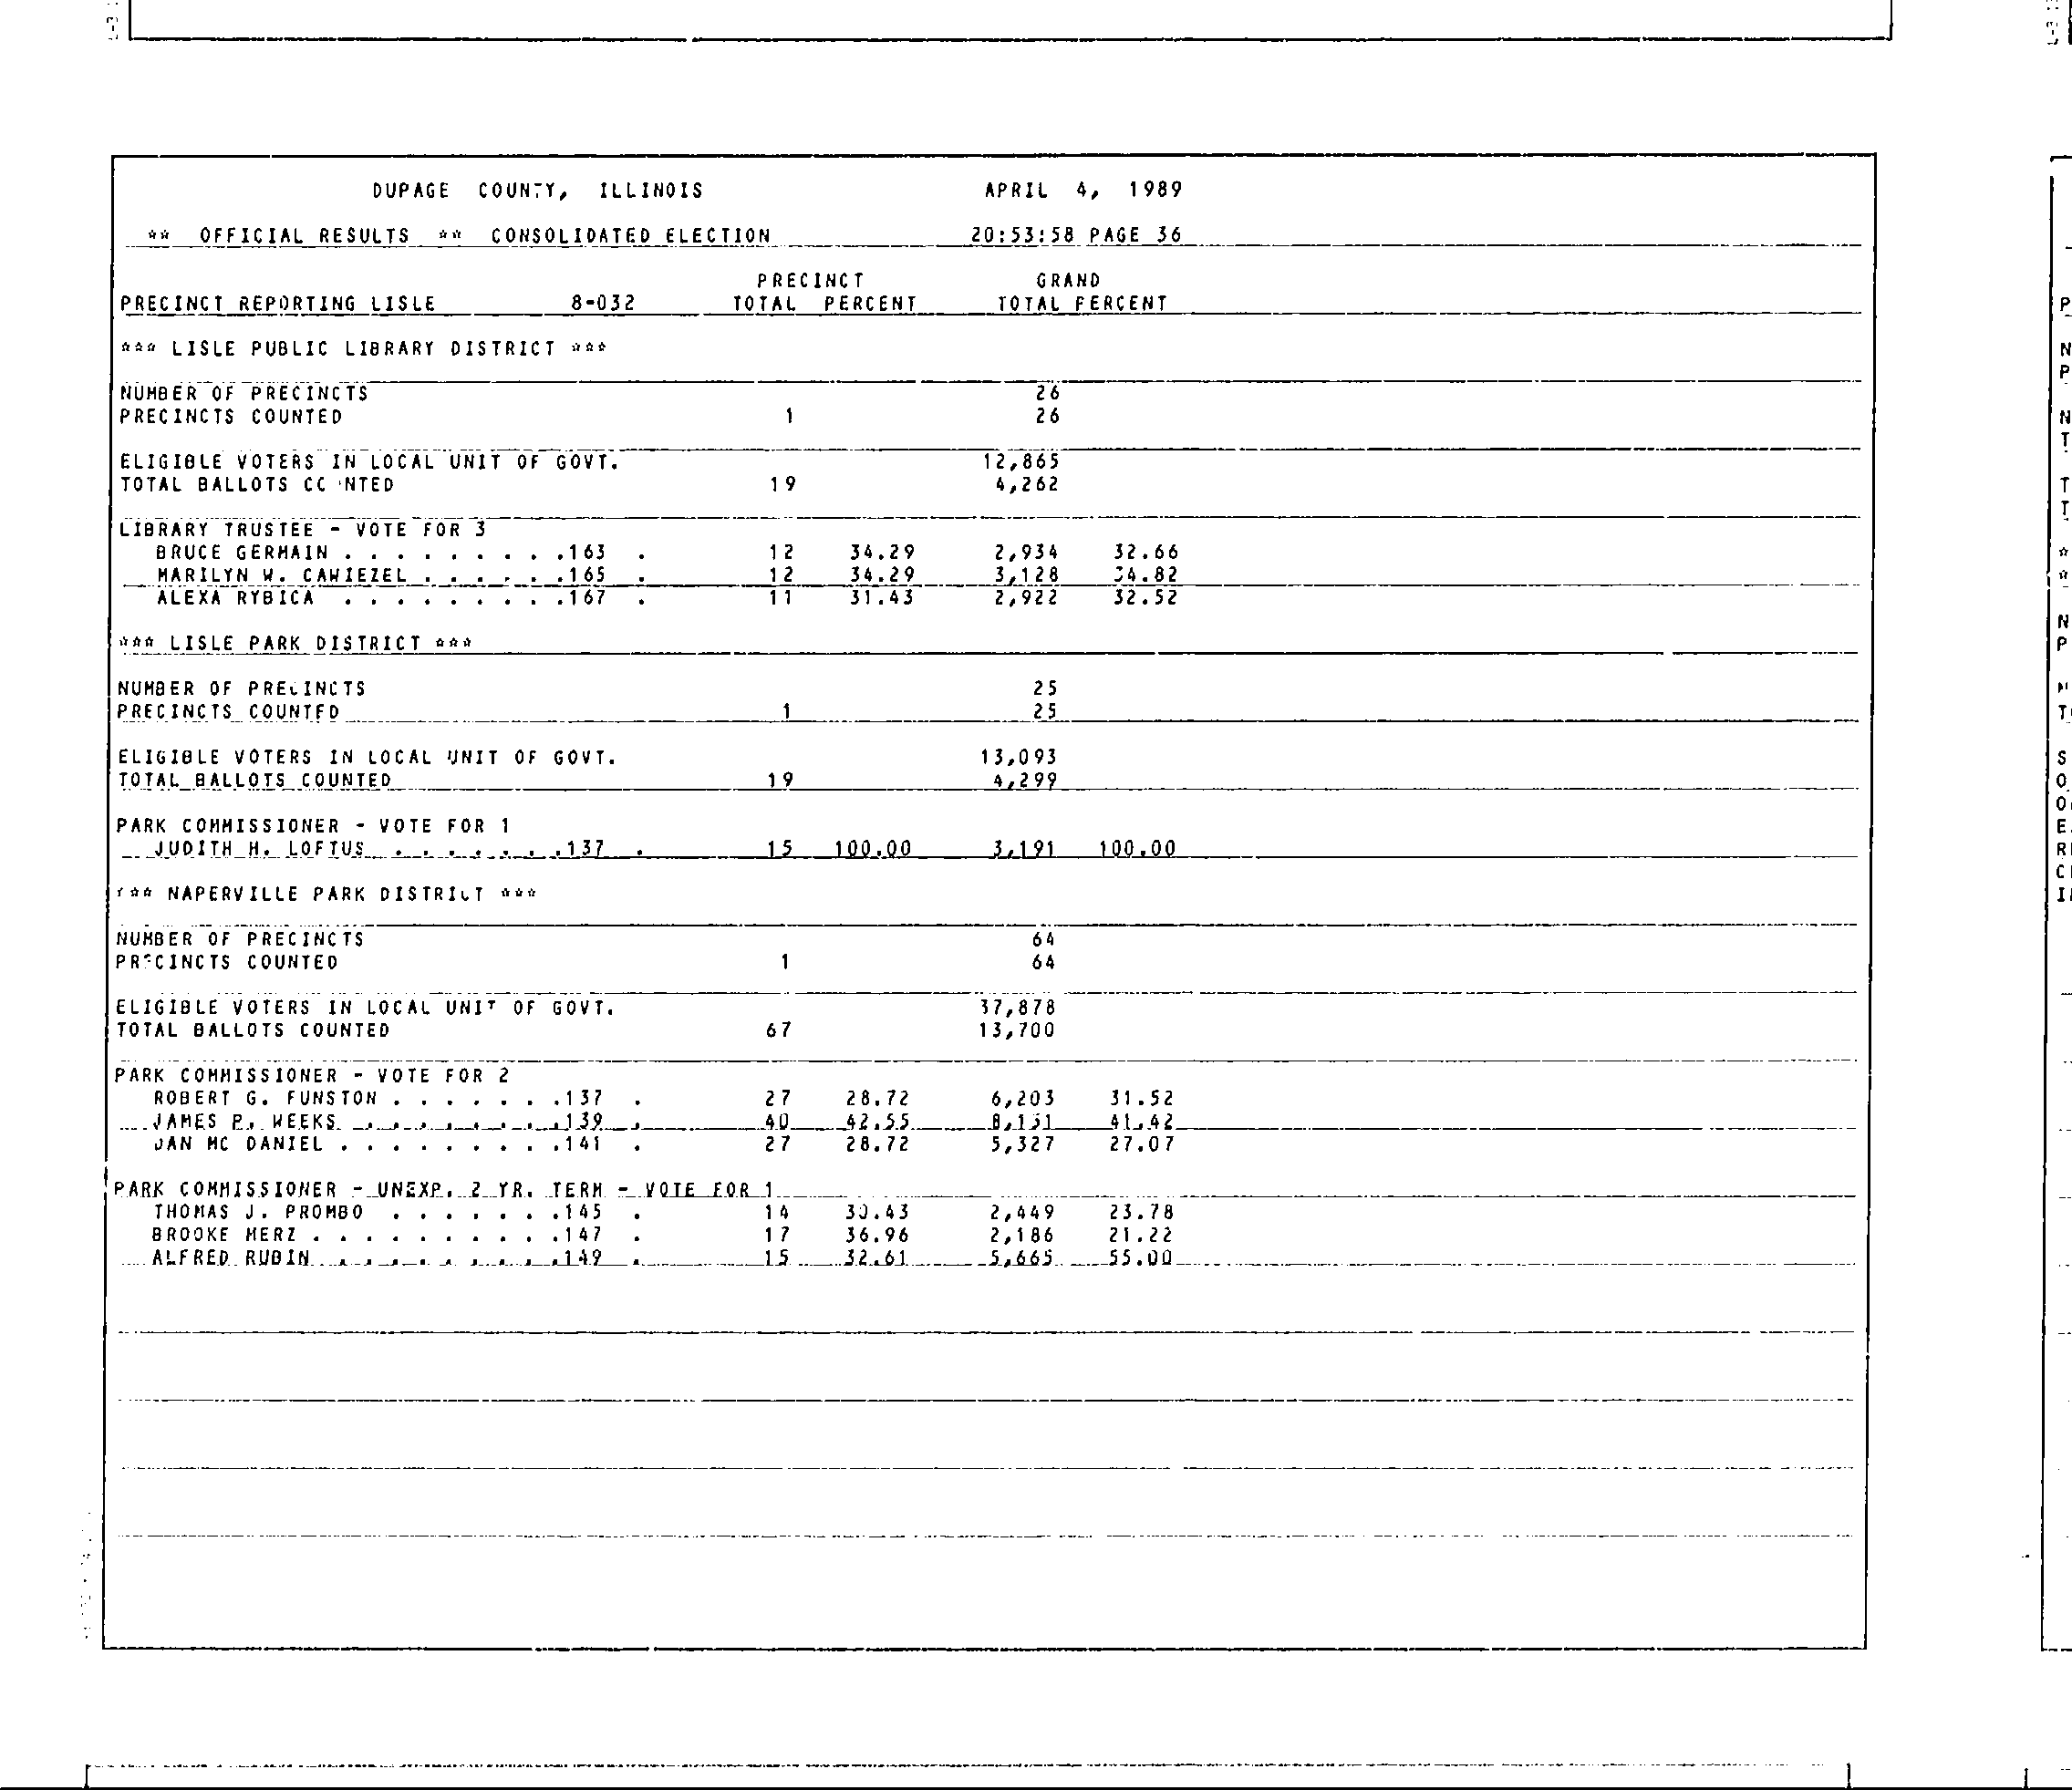 DUPAGE COUNTY, ILLINOIS APRIL 4, 1989
** OFFICIAL RESULTS ** CONSOLIDATED ELECTION 20:53:58 PAGE 36
PRECINCT GRAND
PRECINCT REPORTING LISLE 8-032 TOTAL PERCENT TOTAL PERCENT
*** LISLE PUBLIC LIBRARY DISTRICT ***
NUMBER OF PRECINCTS 26
PRECINCTS COUNTED 1 26
ELIGIBLE VOTERS IN LOCAL UNIT OF GOVT. 12,865
TOTAL BALLOTS COUNTED 19 4,262
LIBRARY TRUSTEE - VOTE FOR 3
BRUCE GERMAIN . . . . . . . . .163 . 12 34.29 2,934 32.66
MARILYN W. CAWIEZEL . . . . . .165 . 12 34.29 3,128 34.82
ALEXA RYBICA . . . . . . . . .167 . 11 31.43 2,922 32.52
*** LISLE PARK DISTRICT ***
NUMBER OF PRECINCTS 25
PRECINCTS COUNTED 1 25
ELIGIBLE VOTERS IN LOCAL UNIT OF GOVT. 13,093
TOTAL BALLOTS COUNTED 19 4,299
PARK COMMISSIONER - VOTE FOR 1
JUDITH H. LOFTUS . . . . . . .137 . 15 100.00 3,191 100.00
*** NAPERVILLE PARK DISTRICT ***
NUMBER OF PRECINCTS 64
PRECINCTS COUNTED 1 64
ELIGIBLE VOTERS IN LOCAL UNIT OF GOVT. 37,878
TOTAL BALLOTS COUNTED 67 13,700
PARK COMMISSIONER - VOTE FOR 2
ROBERT G. FUNSTON . . . . . . .137 . 27 28.72 6,203 31.52
JAMES P. WEEKS . . . . . . . . .139 . 40 42.55 8,151 41.42
JAN MC DANIEL . . . . . . . . .141 . 27 28.72 5,327 27.07
PARK COMMISSIONER - UNEXP. 2 YR. TERM - VOTE FOR 1
THOMAS J. PROMBO . . . . . . .145 . 14 30.43 2,449 23.78
BROOKE MERZ . . . . . . . . . .147 . 17 36.96 2,186 21.22
ALFRED RUBIN . . . . . . . . . .149 . 15 32.61 5,665 55.00